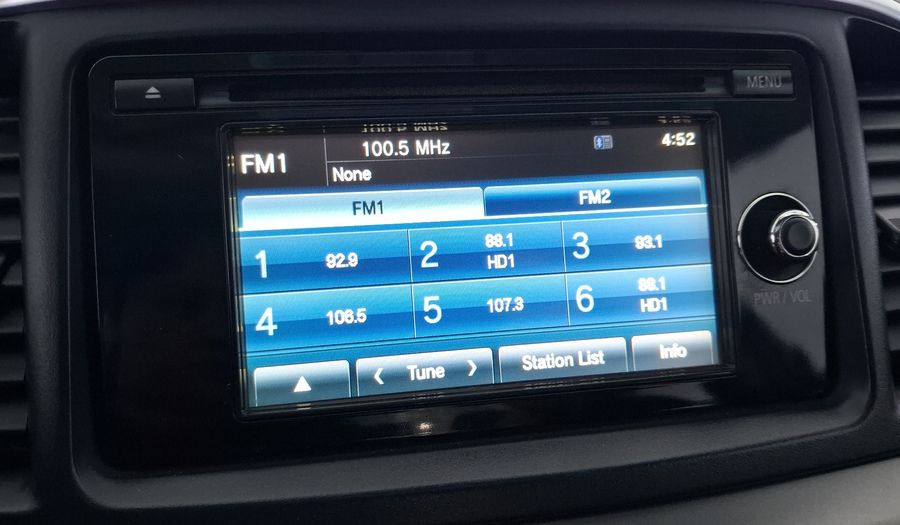 MENU
FM1
100.5 MHz
4:52
None
FM1
FM2
1
92.9
2
88.1
HD1
3
93.1
4
106.5
5
107.3
6
88.1
HD1
Tune
Station List
Info
PWR / VOL